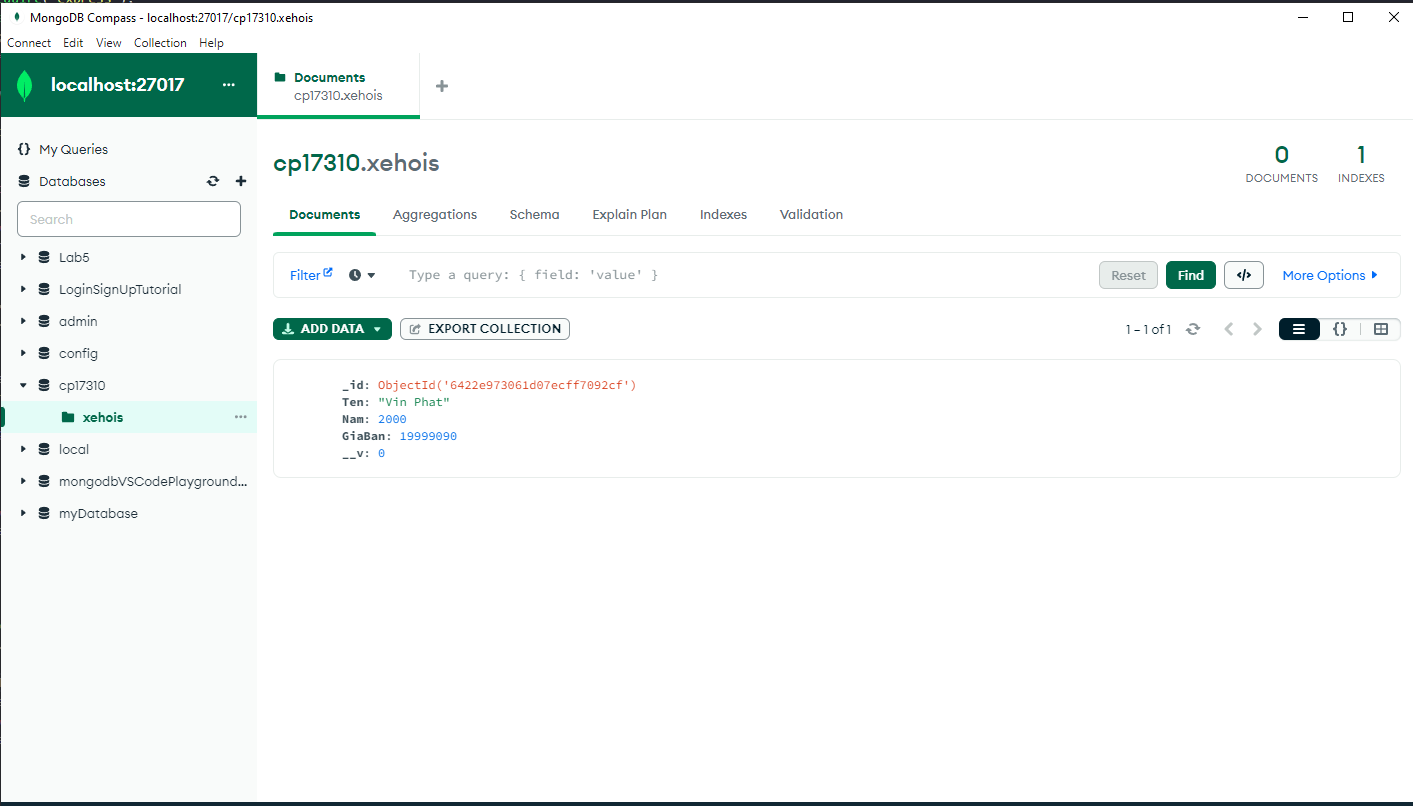 MongoDB Compass - localhost:27017/cp17310.xehois
Connect Edit View Collection Help
localhost:27017 ...
Documents
cp17310.xehois
{} My Queries
Databases
Search
Lab5
LoginSignUpTutorial
admin
config
cp17310
xehois ...
local
mongodbVSCodePlayground...
myDatabase
cp17310.xehois
0
DOCUMENTS
1
INDEXES
Documents Aggregations Schema Explain Plan Indexes Validation
Filter Type a query: { field: 'value' } Reset Find </> More Options
ADD DATA EXPORT COLLECTION 1 – 1 of 1 {}
_id: ObjectId('6422e973061d07ecff7092cf')
Ten: "Vin Phat"
Nam: 2000
GiaBan: 19999090
__v: 0